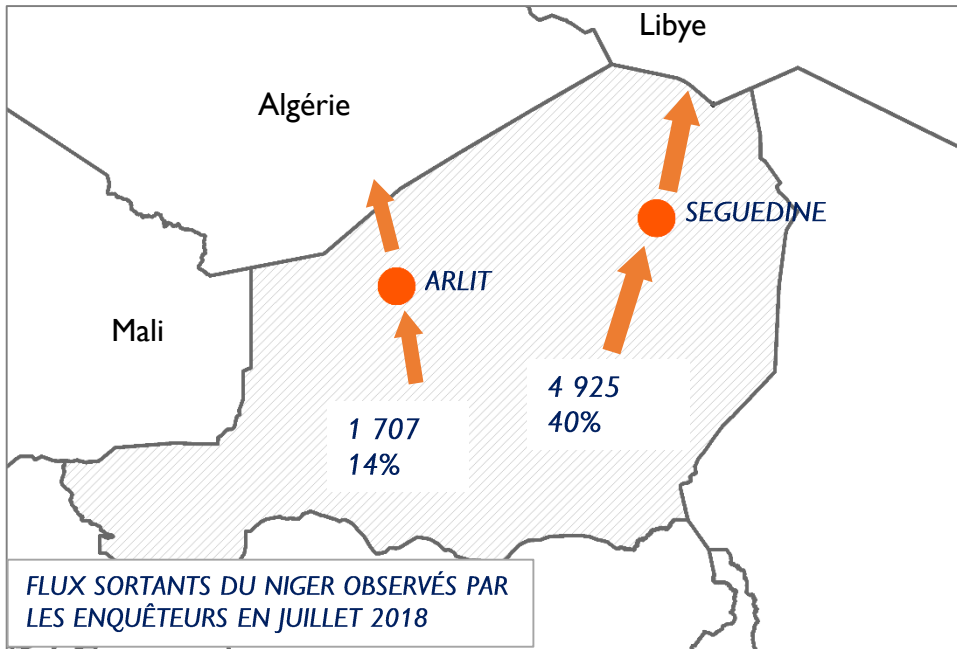 Libye
Algérie
SEGUEDINE
ARLIT
Mali
4 925
40%
1 707
14%
FLUX SORTANTS DU NIGER OBSERVÉS PAR
LES ENQUÊTEURS EN JUILLET 2018